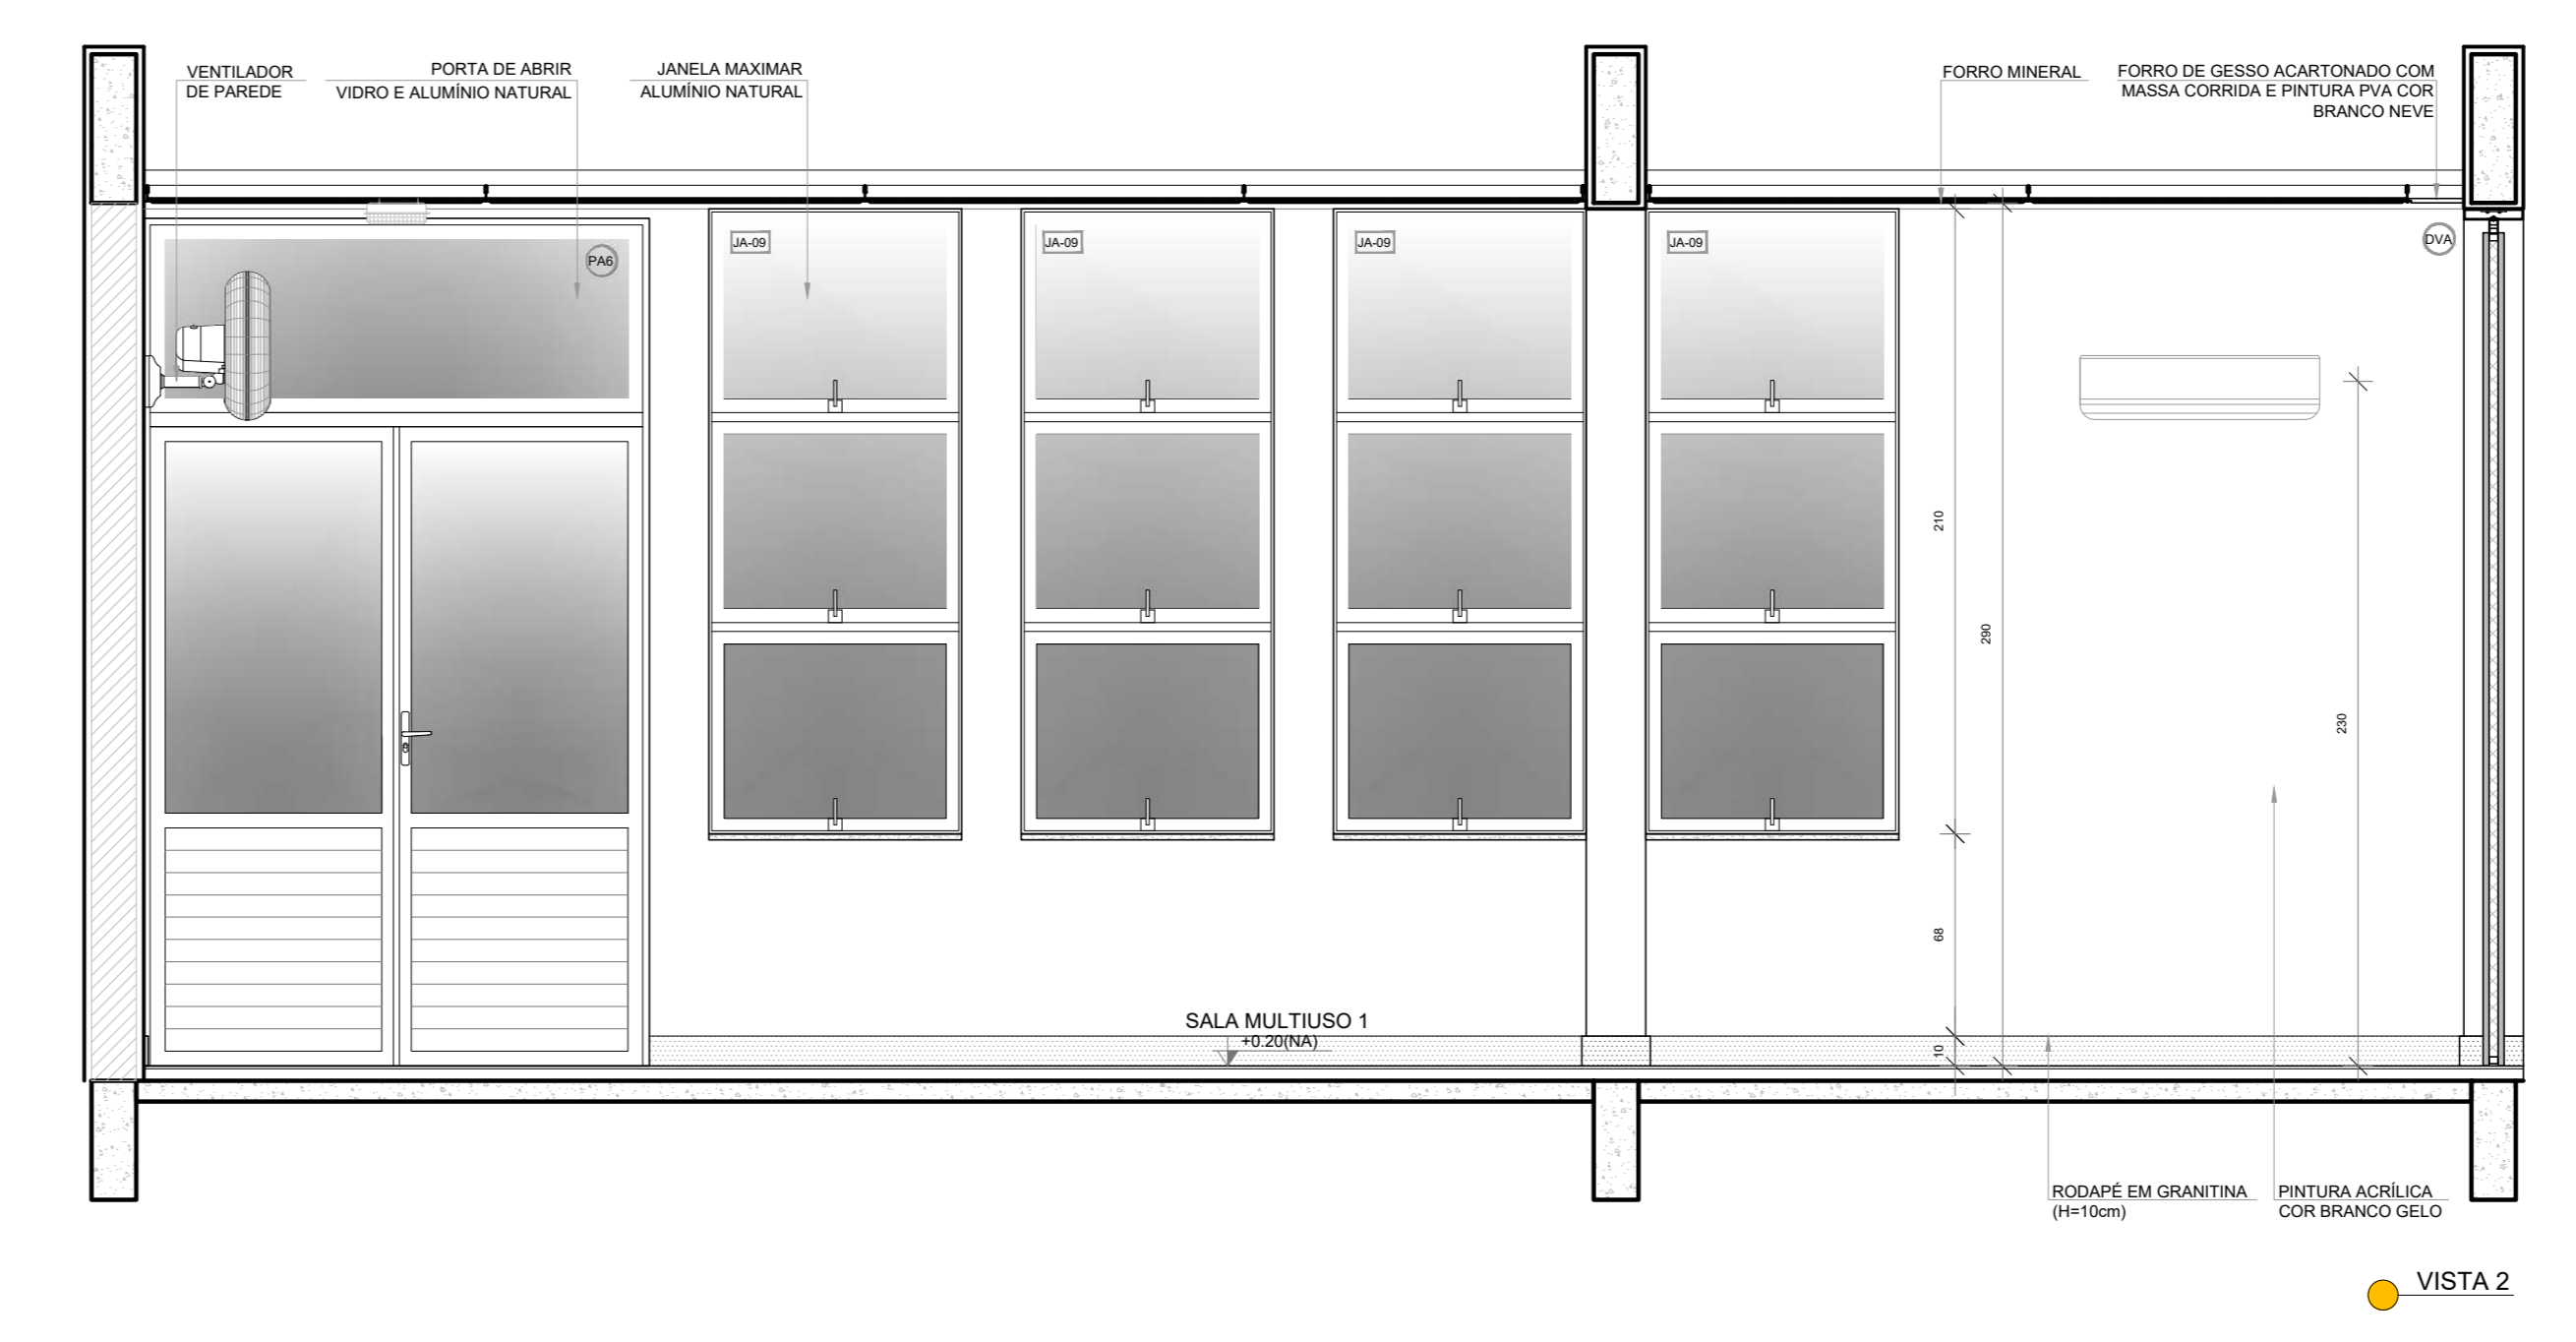 VENTILADOR
DE PAREDE
PORTA DE ABRIR
VIDRO E ALUMÍNIO NATURAL
JANELA MAXIMAR
ALUMÍNIO NATURAL
FORRO MINERAL
FORRO DE GESSO ACARTONADO COM
MASSA CORRIDA E PINTURA PVA COR
BRANCO NEVE
PA6
JA-09
JA-09
JA-09
JA-09
DVA
210
290
230
68
10
SALA MULTIUSO 1
+0.20(NA)
RODAPÉ EM GRANITINA
(H=10cm)
PINTURA ACRÍLICA
COR BRANCO GELO
VISTA 2